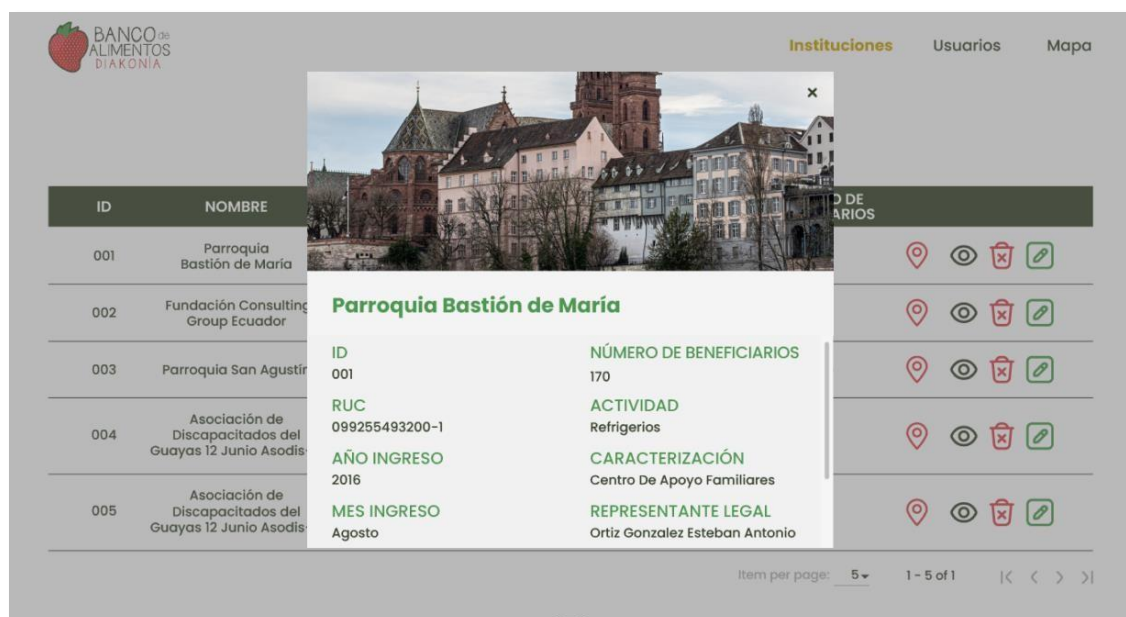 BANCO de
ALIMENTOS
DIAKONÍA
Instituciones Usuarios Mapa
ID NOMBRE
001 Parroquia
Bastión de María
002 Fundación Consulting
Group Ecuador
003 Parroquia San Agustín
004 Asociación de
Discapacitados del
Guayas 12 Junio Asodis
005 Asociación de
Discapacitados del
Guayas 12 Junio Asodis
×
Parroquia Bastión de María
ID
001
NÚMERO DE BENEFICIARIOS
170
RUC
099255493200-1
ACTIVIDAD
Refrigerios
AÑO INGRESO
2016
CARACTERIZACIÓN
Centro De Apoyo Familiares
MES INGRESO
Agosto
REPRESENTANTE LEGAL
Ortiz Gonzalez Esteban Antonio
Item per page: 5 1 - 5 of 1